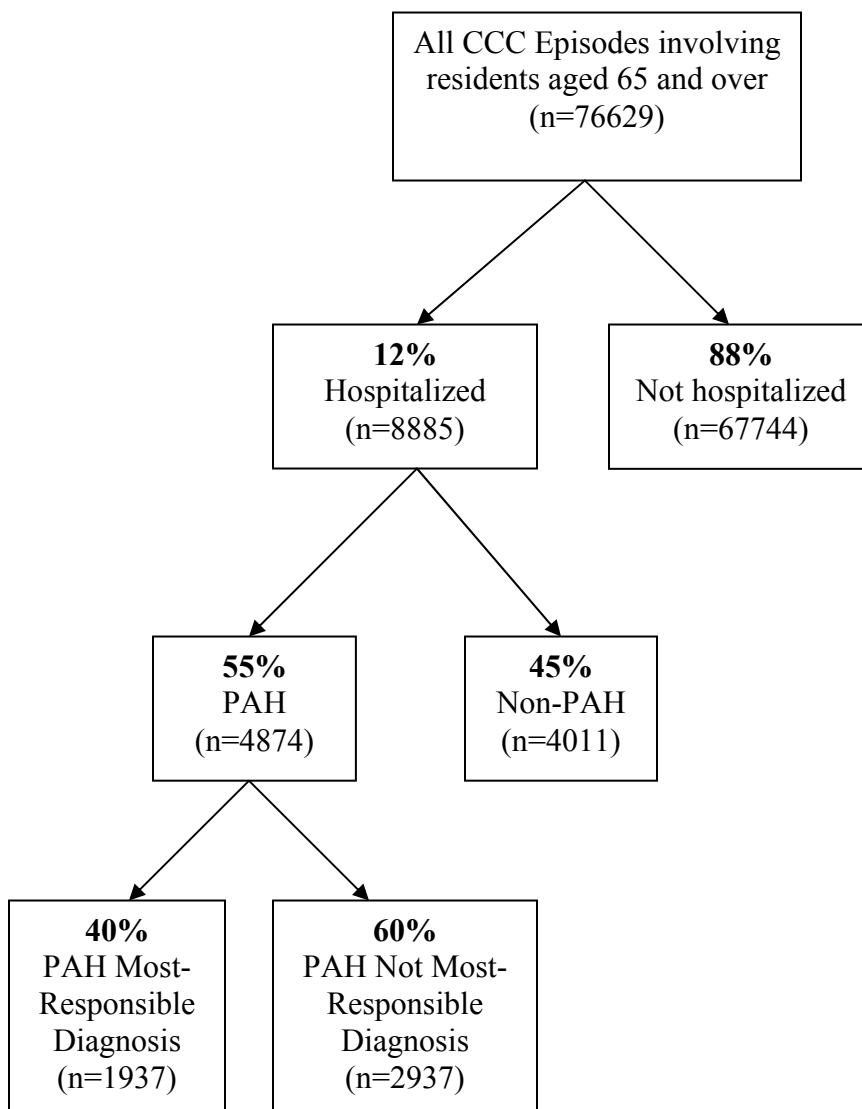 All CCC Episodes involving
residents aged 65 and over
(n=76629)
12%
Hospitalized
(n=8885)
88%
Not hospitalized
(n=67744)
55%
PAH
(n=4874)
45%
Non-PAH
(n=4011)
40%
PAH Most-
Responsible
Diagnosis
(n=1937)
60%
PAH Not Most-
Responsible
Diagnosis
(n=2937)